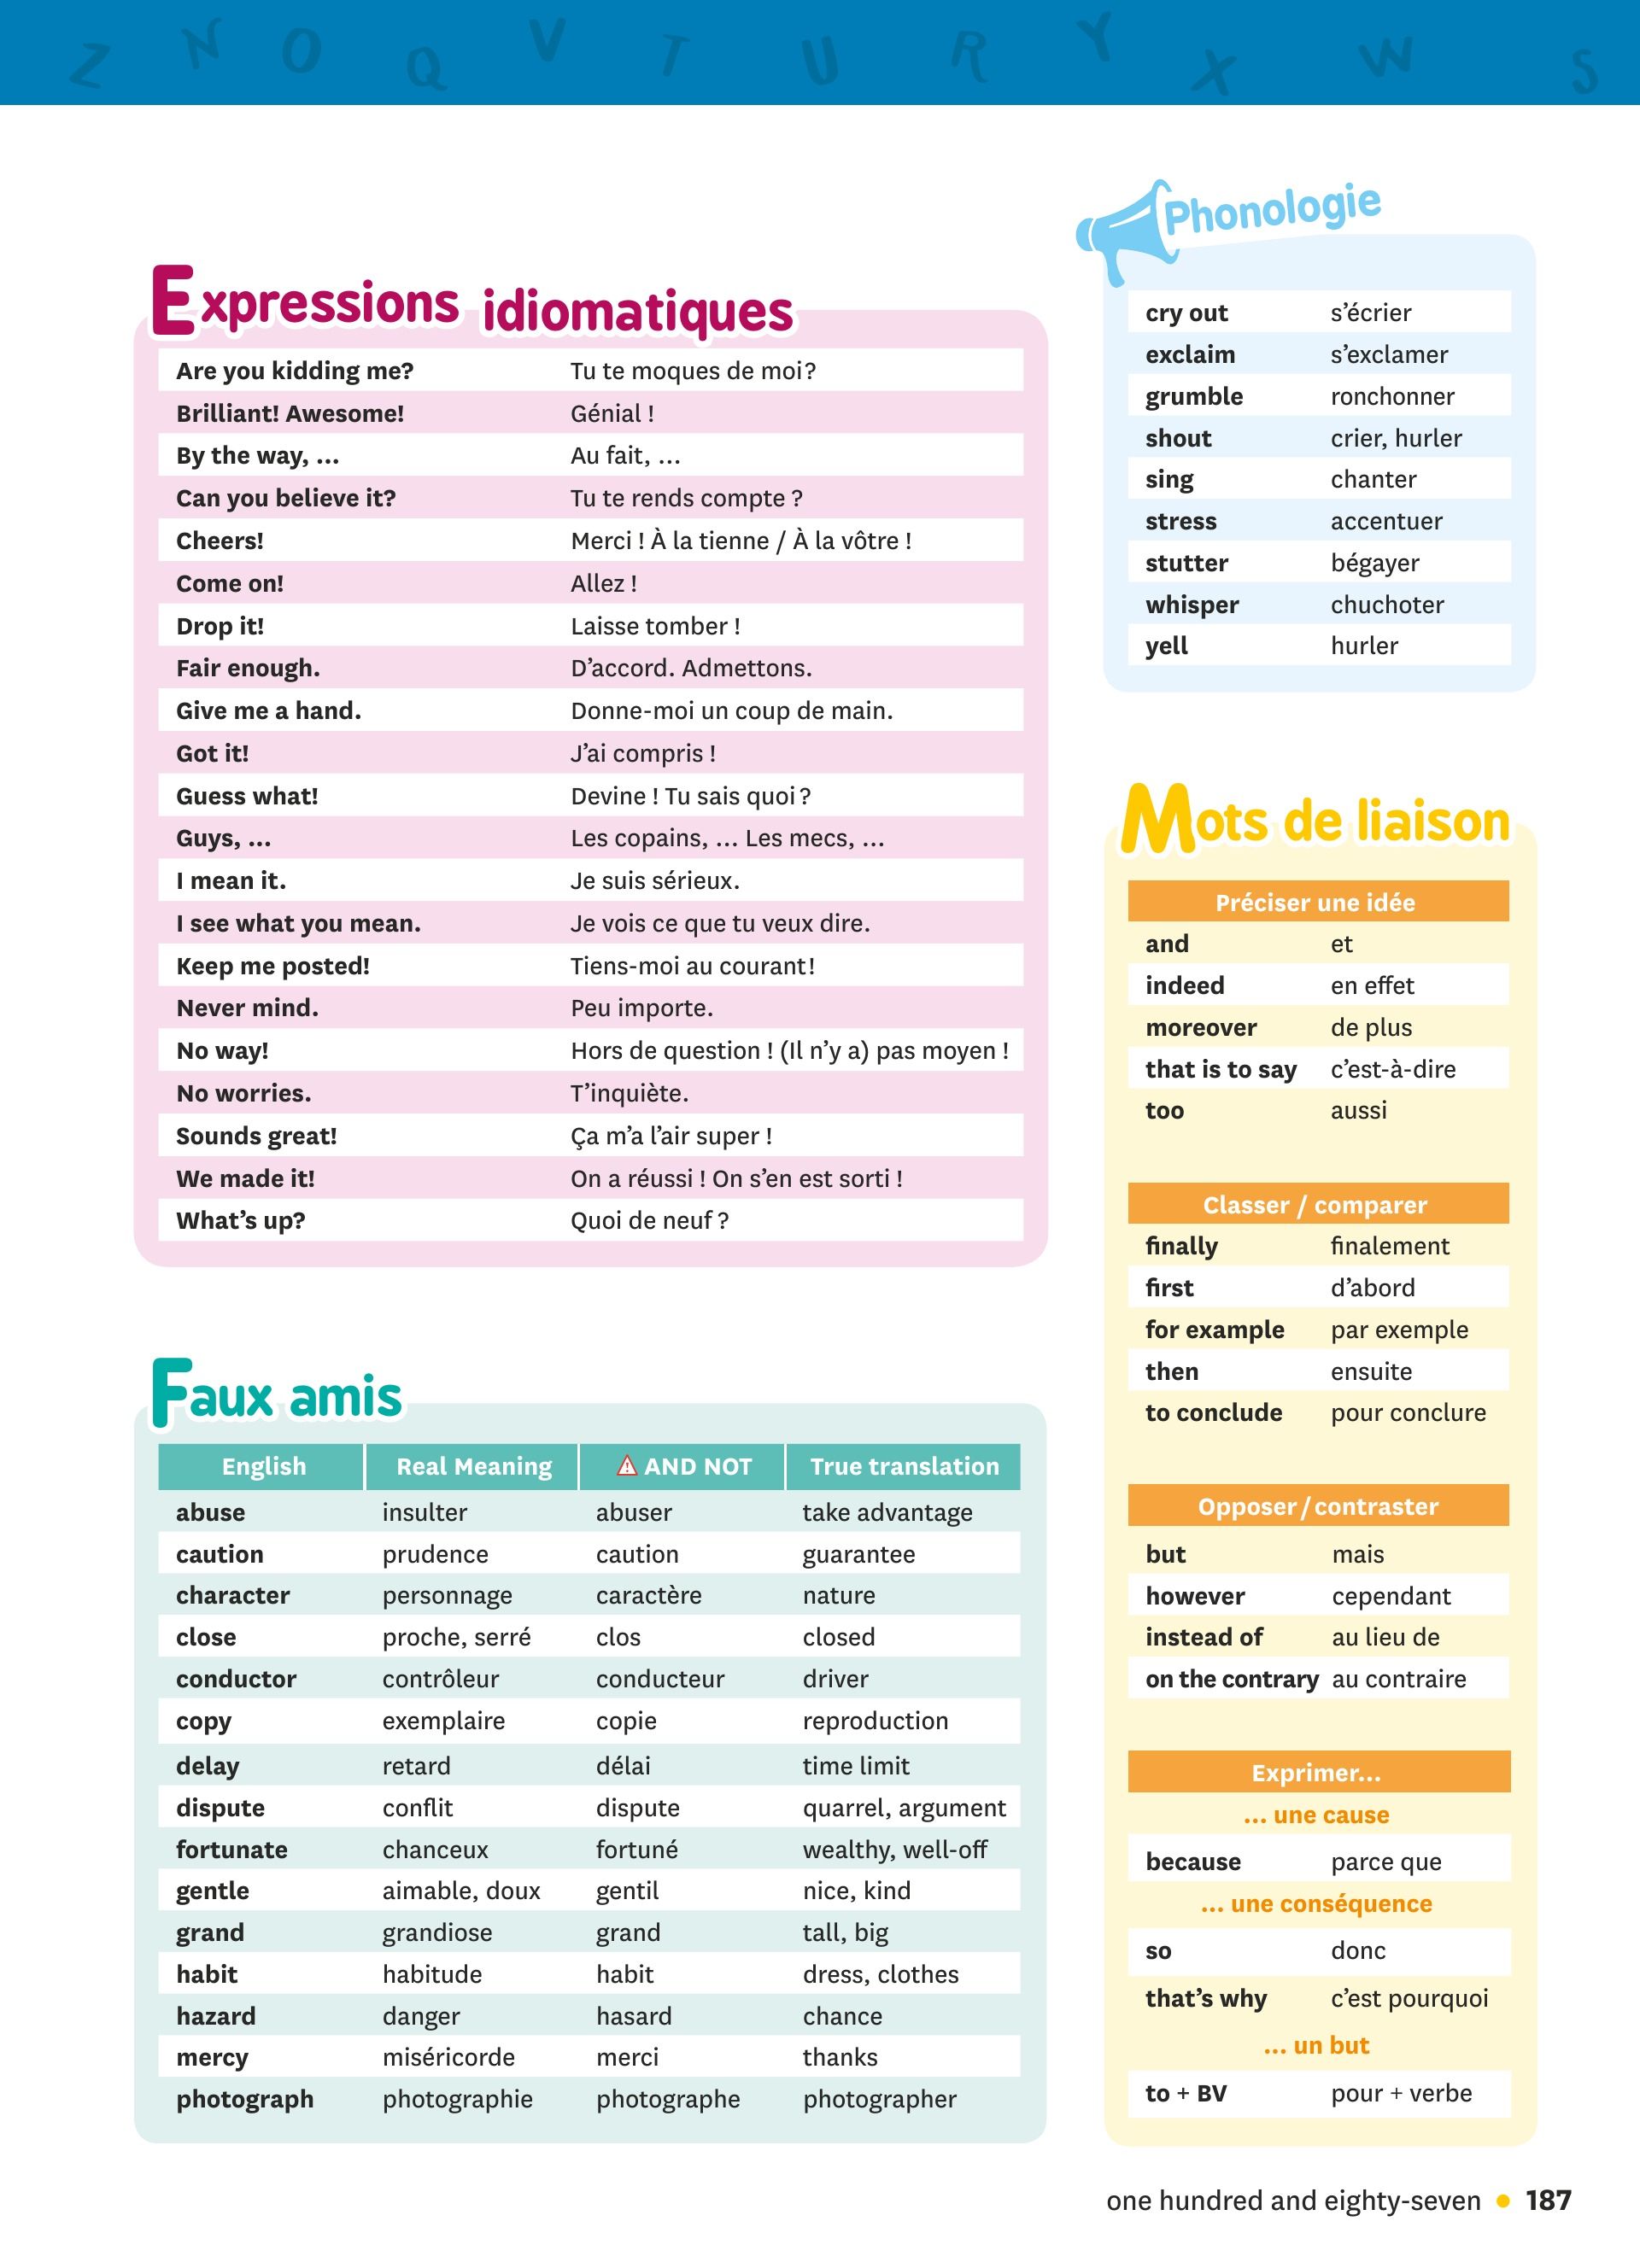 Z N O Q V T U R Y X W S
Expressions idiomatiques
Are you kidding me? Tu te moques de moi ?
Brilliant! Awesome! Génial !
By the way, … Au fait, …
Can you believe it? Tu te rends compte ?
Cheers! Merci ! À la tienne / À la vôtre !
Come on! Allez !
Drop it! Laisse tomber !
Fair enough. D’accord. Admettons.
Give me a hand. Donne-moi un coup de main.
Got it! J’ai compris !
Guess what! Devine ! Tu sais quoi ?
Guys, … Les copains, … Les mecs, …
I mean it. Je suis sérieux.
I see what you mean. Je vois ce que tu veux dire.
Keep me posted! Tiens-moi au courant !
Never mind. Peu importe.
No way! Hors de question ! (Il n’y a) pas moyen !
No worries. T’inquiète.
Sounds great! Ça m’a l’air super !
We made it! On a réussi ! On s’en est sorti !
What’s up? Quoi de neuf ?
Faux amis
English Real Meaning AND NOT True translation
abuse insulter abuser take advantage
caution prudence caution guarantee
character personnage caractère nature
close proche, serré clos closed
conductor contrôleur conducteur driver
copy exemplaire copie reproduction
delay retard délai time limit
dispute conflit dispute quarrel, argument
fortunate chanceux fortuné wealthy, well-off
gentle aimable, doux gentil nice, kind
grand grandiose grand tall, big
habit habitude habit dress, clothes
hazard danger hasard chance
mercy miséricorde merci thanks
photograph photographie photographe photographer
Phonologie
cry out s’écrier
exclaim s’exclamer
grumble ronchonner
shout crier, hurler
sing chanter
stress accentuer
stutter bégayer
whisper chuchoter
yell hurler
Mots de liaison
Préciser une idée
and et
indeed en effet
moreover de plus
that is to say c’est-à-dire
too aussi
Classer / comparer
finally finalement
first d’abord
for example par exemple
then ensuite
to conclude pour conclure
Opposer / contraster
but mais
however cependant
instead of au lieu de
on the contrary au contraire
Exprimer…
… une cause
because parce que
… une conséquence
so donc
that’s why c’est pourquoi
… un but
to + BV pour + verbe
one hundred and eighty-seven • 187